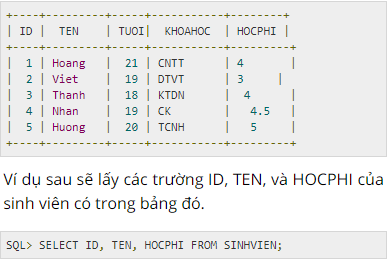 +----+---------+-----+-----------+---------+
| ID |  TEN    | TUOI|  KHOAHOC  | HOCPHI |
+----+---------+-----+-----------+---------+
|  1 | Hoang   |  21 | CNTT      | 4       |
|  2 | Viet    |  19 | DTVT      | 3     |
|  3 | Thanh   |  18 | KTDN      |  4      |
|  4 | Nhan    |  19 | CK        |   4.5   |
|  5 | Huong   |  20 | TCNH      |   5     |
+----+---------+-----+-----------+---------+
Ví dụ sau sẽ lấy các trường ID, TEN, và HOCPHI của
sinh viên có trong bảng đó.
SQL> SELECT ID, TEN, HOCPHI FROM SINHVIEN;